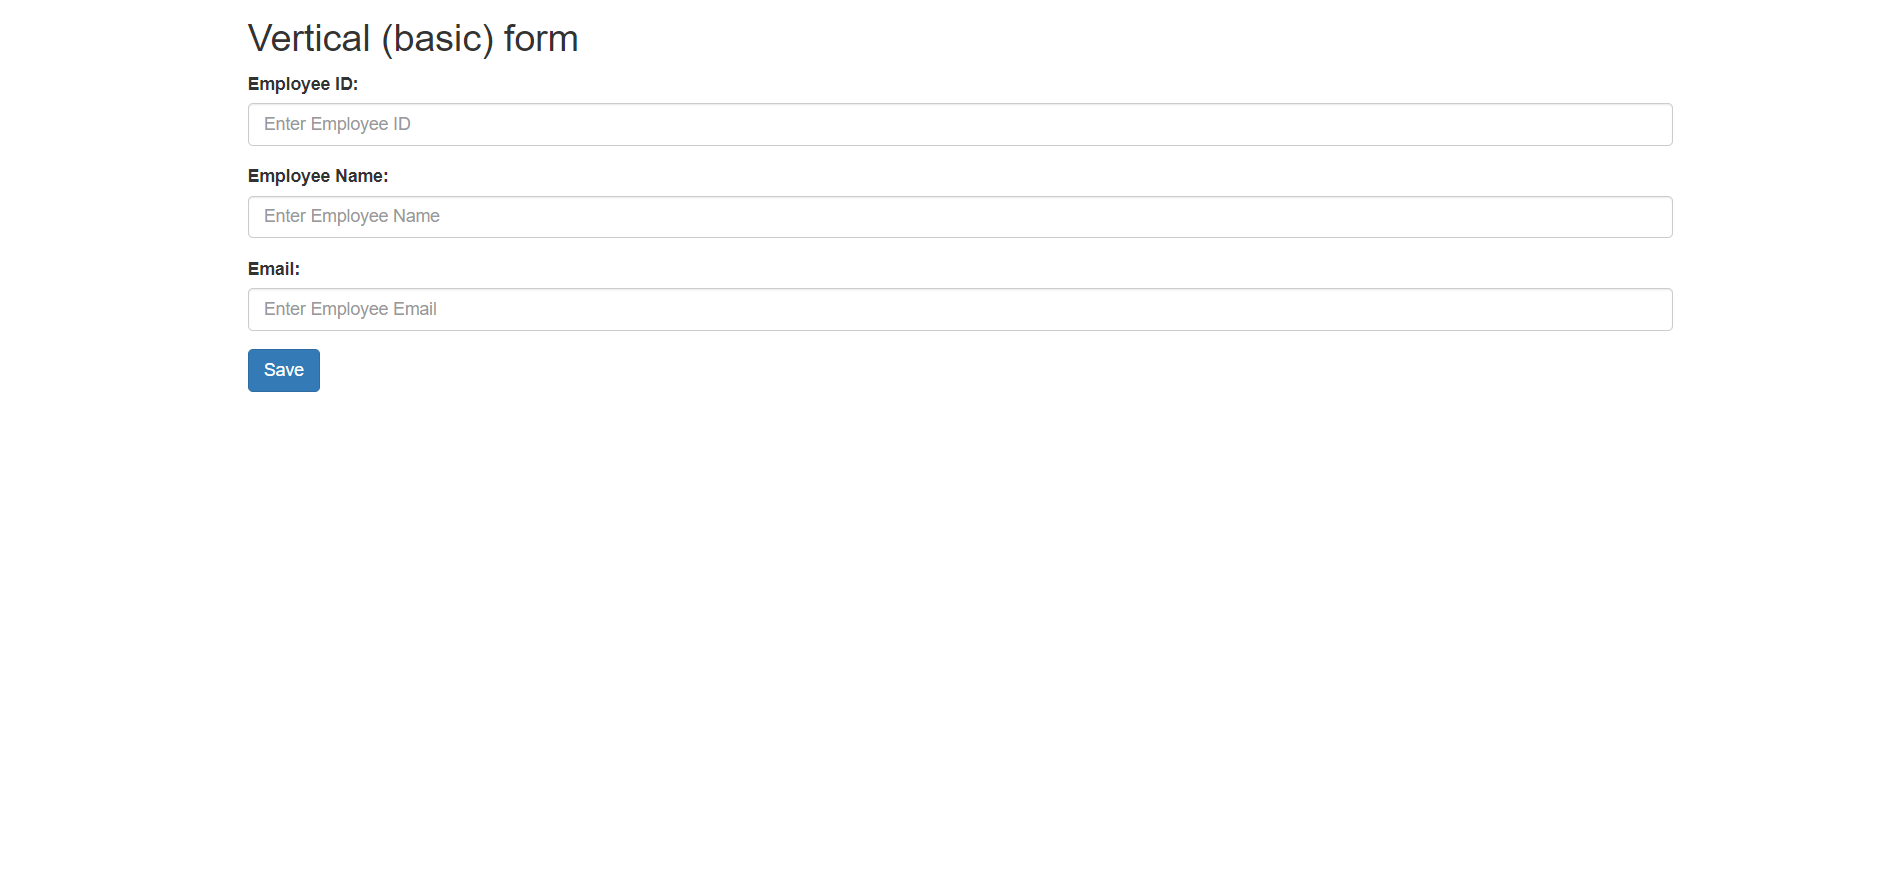 Vertical (basic) form
Employee ID:
Enter Employee ID
Employee Name:
Enter Employee Name
Email:
Enter Employee Email
Save